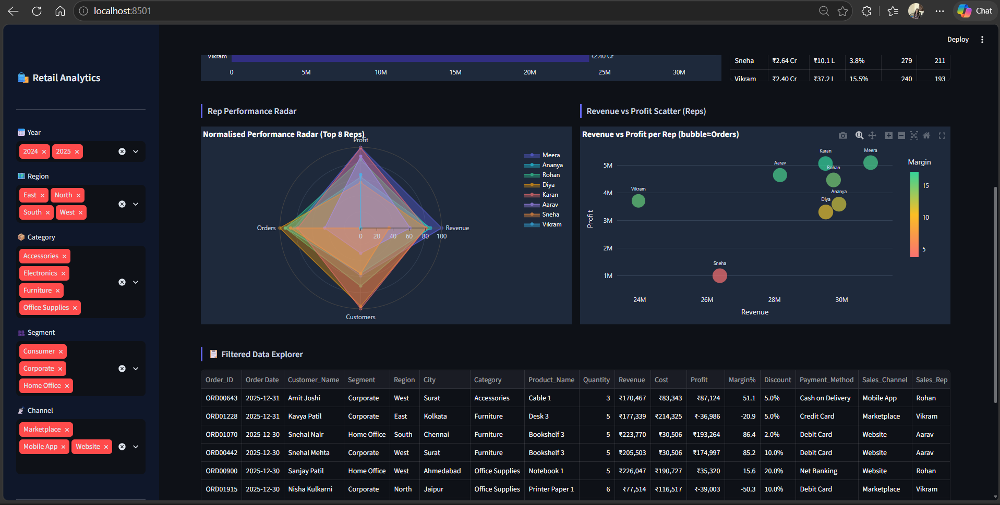 localhost:8501
Chat
Deploy
Retail Analytics
Year
2024 × 2025 ×
Region
East × North ×
South × West ×
Category
Accessories ×
Electronics ×
Furniture ×
Office Supplies ×
Segment
Consumer ×
Corporate ×
Home Office ×
Channel
Marketplace ×
Mobile App × Website ×
Vikram ₹2.40 Cr
0 5M 10M 15M 20M 25M 30M
Sneha ₹2.64 Cr ₹10.1 L 3.8% 279 211
Vikram ₹2.40 Cr ₹37.2 L 15.5% 240 193
Rep Performance Radar
Normalised Performance Radar (Top 8 Reps)
Profit
Orders
Revenue
Customers
0 20 40 60 80 100
Meera
Ananya
Rohan
Diya
Karan
Aarav
Sneha
Vikram
Revenue vs Profit Scatter (Reps)
Revenue vs Profit per Rep (bubble=Orders)
Karan
Meera
Aarav
Rohan
Vikram
Ananya
Diya
Sneha
5M
4M
3M
2M
1M
Profit
24M 26M 28M 30M
Revenue
Margin
15
10
5
Filtered Data Explorer
Order_ID Order Date Customer_Name Segment Region City Category Product_Name Quantity Revenue Cost Profit Margin% Discount Payment_Method Sales_Channel Sales_Rep
ORD00643 2025-12-31 Amit Joshi Corporate West Surat Accessories Cable 1 3 ₹170,467 ₹83,343 ₹87,124 51.1 5.0% Cash on Delivery Mobile App Rohan
ORD01228 2025-12-31 Kavya Patil Corporate East Kolkata Furniture Desk 3 5 ₹177,339 ₹214,325 ₹-36,986 -20.9 5.0% Credit Card Marketplace Vikram
ORD01070 2025-12-30 Snehal Nair Home Office South Chennai Furniture Bookshelf 3 5 ₹223,770 ₹30,506 ₹193,264 86.4 2.0% Debit Card Website Aarav
ORD00442 2025-12-30 Snehal Mehta Corporate West Surat Furniture Bookshelf 3 5 ₹205,503 ₹30,506 ₹174,997 85.2 10.0% Debit Card Website Aarav
ORD00900 2025-12-30 Sanjay Patil Home Office West Ahmedabad Office Supplies Notebook 1 5 ₹226,047 ₹190,727 ₹35,320 15.6 20.0% Net Banking Website Rohan
ORD01915 2025-12-30 Nisha Kulkarni Corporate North Jaipur Office Supplies Printer Paper 1 6 ₹77,514 ₹116,517 ₹-39,003 -50.3 10.0% Debit Card Marketplace Vikram